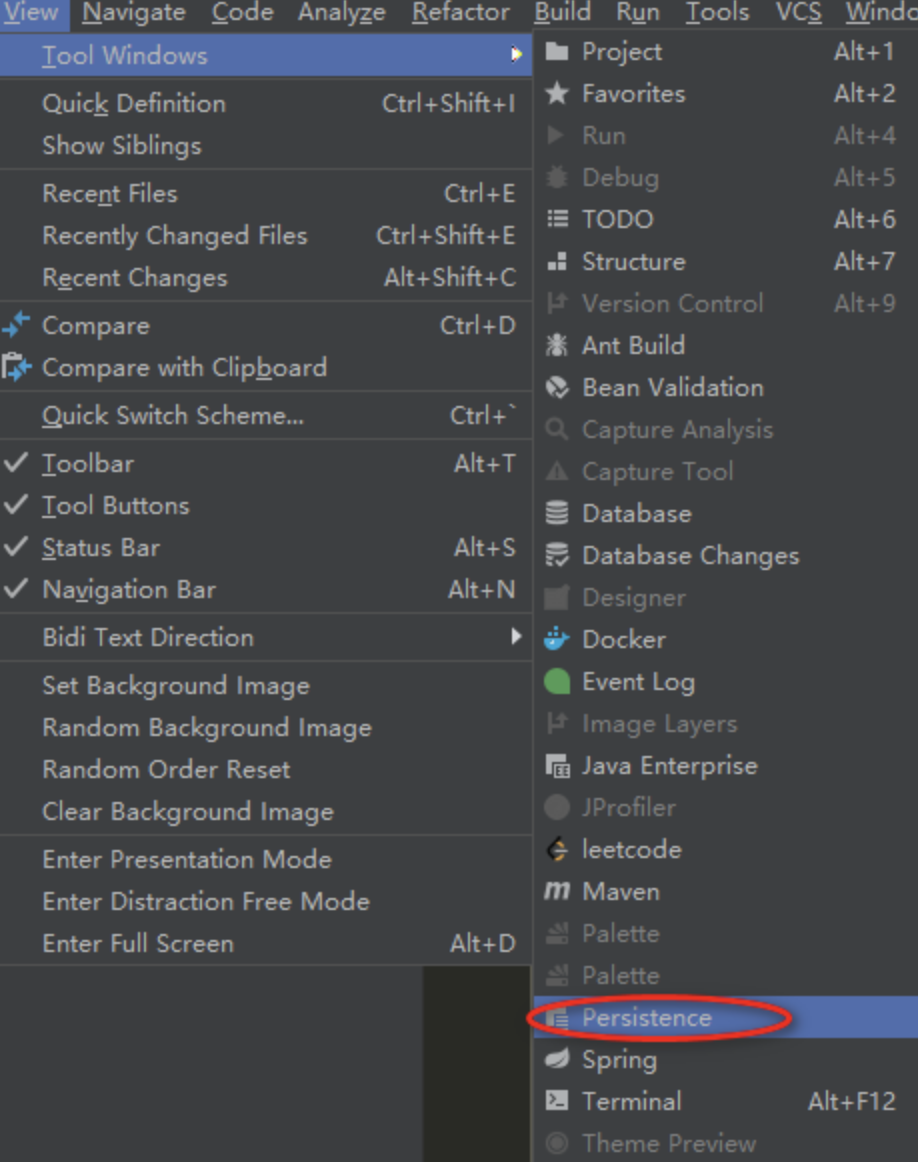 View Navigate Code Analyze Refactor Build Run Tools VCS Windo
Tool Windows
Quick Definition Ctrl+Shift+I
Show Siblings
Recent Files Ctrl+E
Recently Changed Files Ctrl+Shift+E
Recent Changes Alt+Shift+C
Compare Ctrl+D
Compare with Clipboard
Quick Switch Scheme... Ctrl+`
Toolbar Alt+T
Tool Buttons
Status Bar Alt+S
Navigation Bar Alt+N
Bidi Text Direction
Set Background Image
Random Background Image
Random Order Reset
Clear Background Image
Enter Presentation Mode
Enter Distraction Free Mode
Enter Full Screen Alt+D
Project Alt+1
Favorites Alt+2
Run Alt+4
Debug Alt+5
TODO Alt+6
Structure Alt+7
Version Control Alt+9
Ant Build
Bean Validation
Capture Analysis
Capture Tool
Database
Database Changes
Designer
Docker
Event Log
Image Layers
Java Enterprise
JProfiler
leetcode
Maven
Palette
Palette
Persistence
Spring
Terminal Alt+F12
Theme Preview